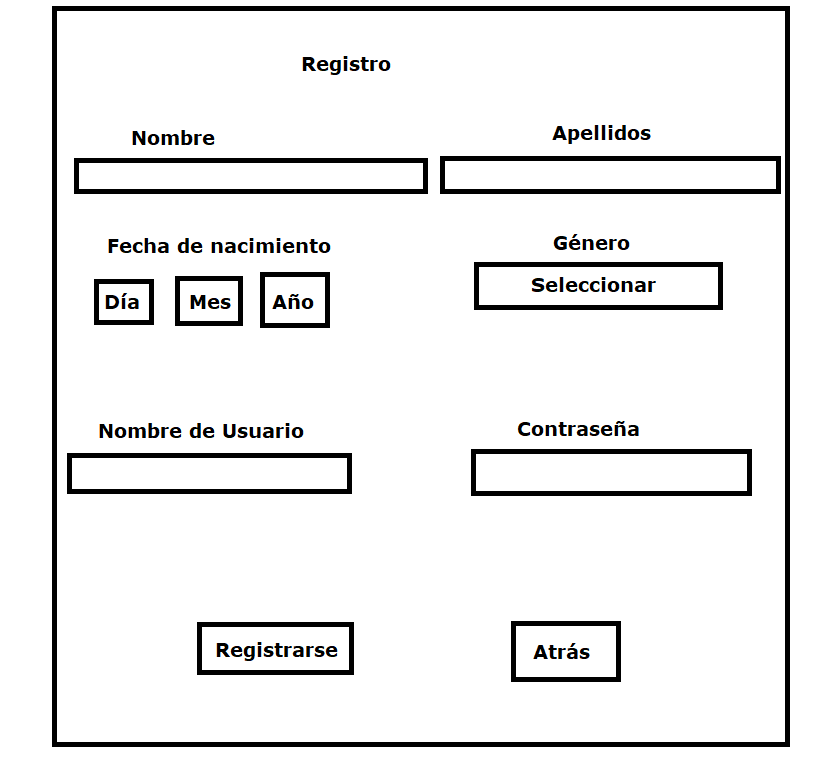 Registro
Nombre
Apellidos
Fecha de nacimiento
Género
Día
Mes
Año
Seleccionar
Nombre de Usuario
Contraseña
Registrarse
Atrás